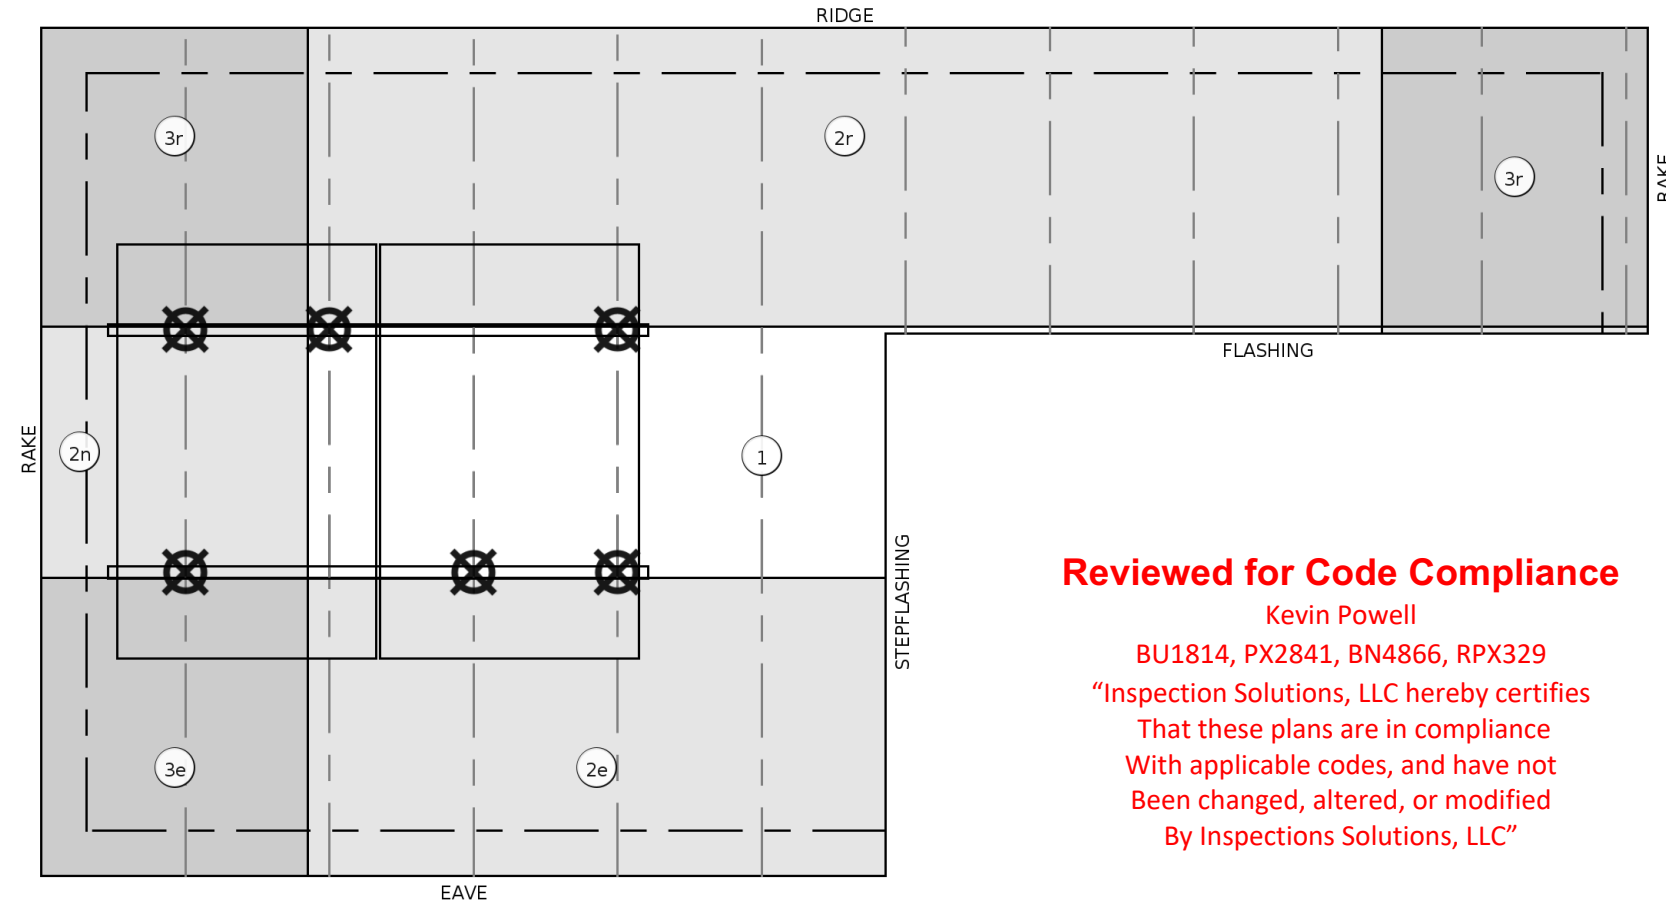 RIDGE
3r
2r
3r
RAKE
FLASHING
RAKE
2n
1
STEPFLASHING
3e
2e
EAVE
Reviewed for Code Compliance
Kevin Powell
BU1814, PX2841, BN4866, RPX329
“Inspection Solutions, LLC hereby certifies
That these plans are in compliance
With applicable codes, and have not
Been changed, altered, or modified
By Inspections Solutions, LLC”